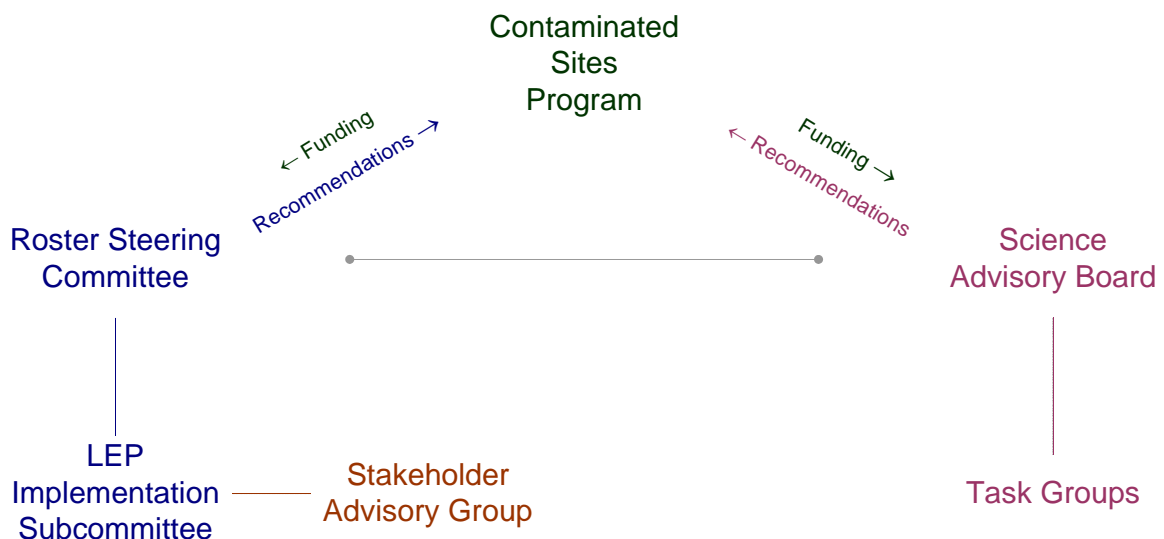 Contaminated
Sites
Program
← Funding
Recommendations →
Funding →
← Recommendations
Roster Steering
Committee
Science
Advisory Board
LEP
Implementation
Subcommittee
Stakeholder
Advisory Group
Task Groups